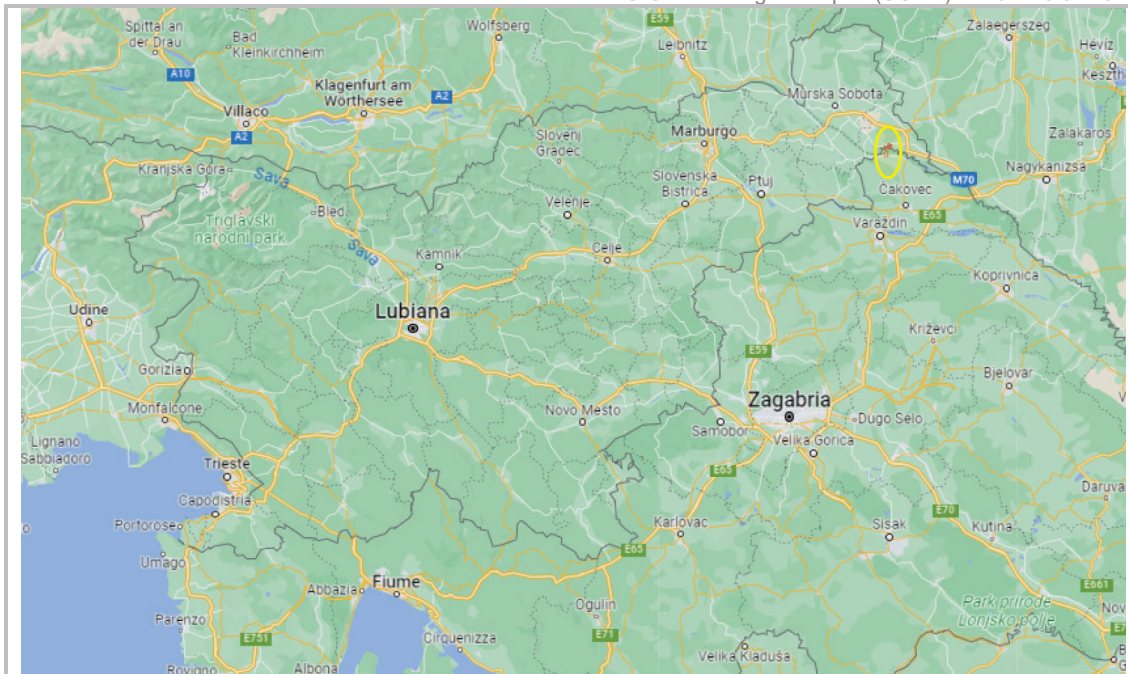 E59
Spittal an
der Drau
Bad
Kleinkirchheim
Wolfsberg
Leibnitz
Zalaegerszeg
Hévíz
Keszth
A10
Klagenfurt am
Wörthersee
A2
Villaco
A2
Murska Sobota
Marburgo
Zalakaros
Slovenj
Gradec
Kranjska Gora
Sava
Slovenska
Bistrica
Ptuj
M70
Nagykanizsa
Čakovec
E65
Varaždin
Bled
Velenje
Triglavski
narodni park
Sava
Kamnik
Celje
Koprivnica
Udine
Lubiana
Križevci
E59
Gorizia
Bjelovar
Monfalcone
Novo Mesto
Zagabria
Dugo Selo
Samobor
Velika Gorica
Lignano
Sabbiadoro
Trieste
E65
Capodistria
E70
Daruva
Portorose
Karlovac
Sisak
Kutina
Umago
E65
Abbazia
Fiume
E661
Ogulin
Park prirode
Lonjsko polje
Nov
Parenzo
E751
Cirquenizza
E71
Velika Kladuša
Rovigno
Albona